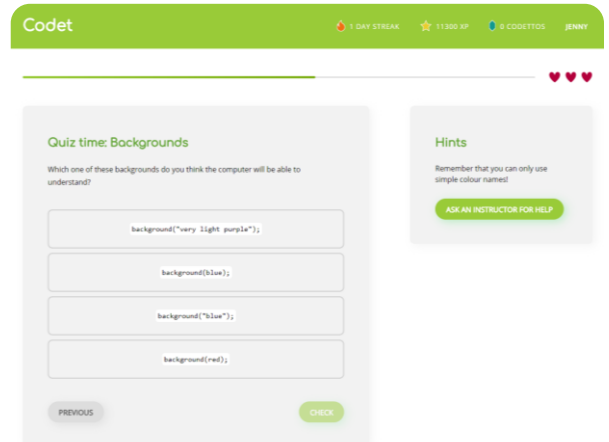 Codet
1 DAY STREAK
11300 XP
0 CODETTOS
JENNY
Quiz time: Backgrounds
Which one of these backgrounds do you think the computer will be able to
understand?
background("very light purple");
background(blue);
background("blue");
background(red);
PREVIOUS
CHECK
Hints
Remember that you can only use
simple colour names!
ASK AN INSTRUCTOR FOR HELP